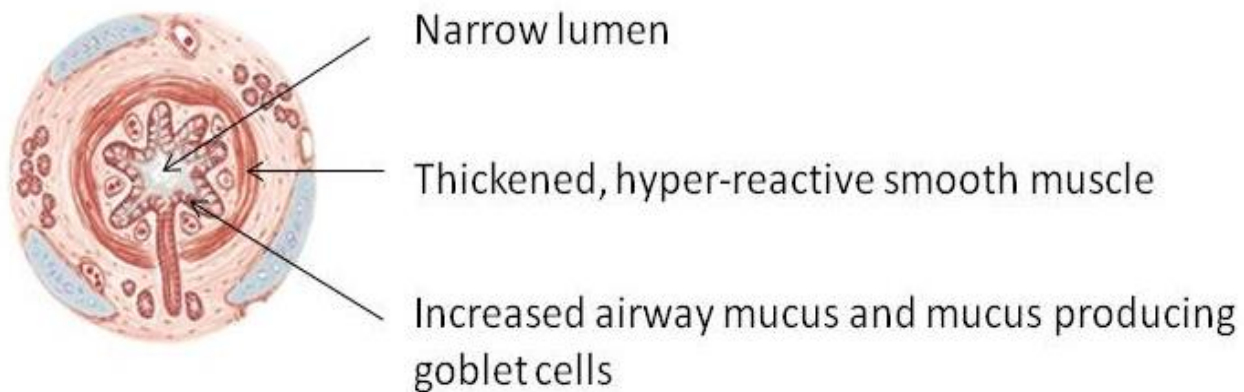 Narrow lumen
Thickened, hyper-reactive smooth muscle
Increased airway mucus and mucus producing
goblet cells